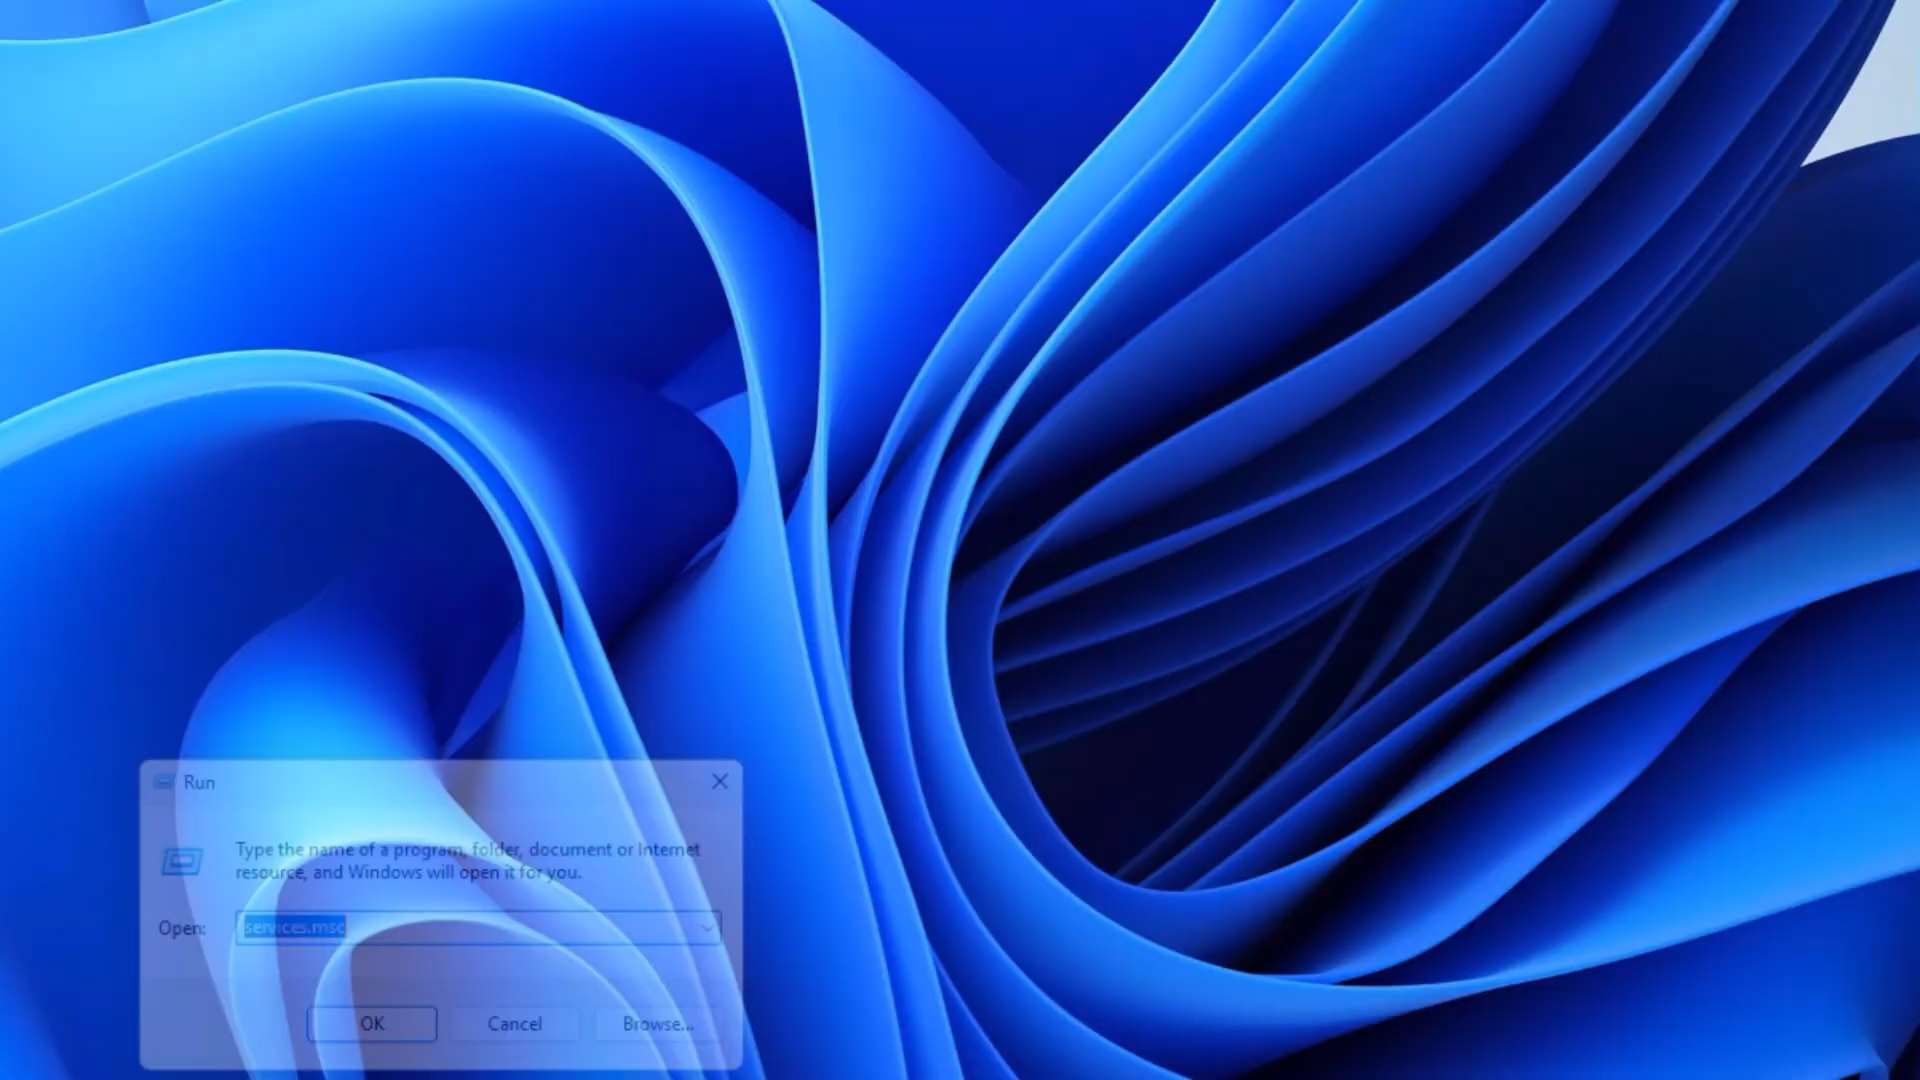 Run
Type the name of a program, folder, document or Internet
resource, and Windows will open it for you.
Open: services.msc
OK Cancel Browse...